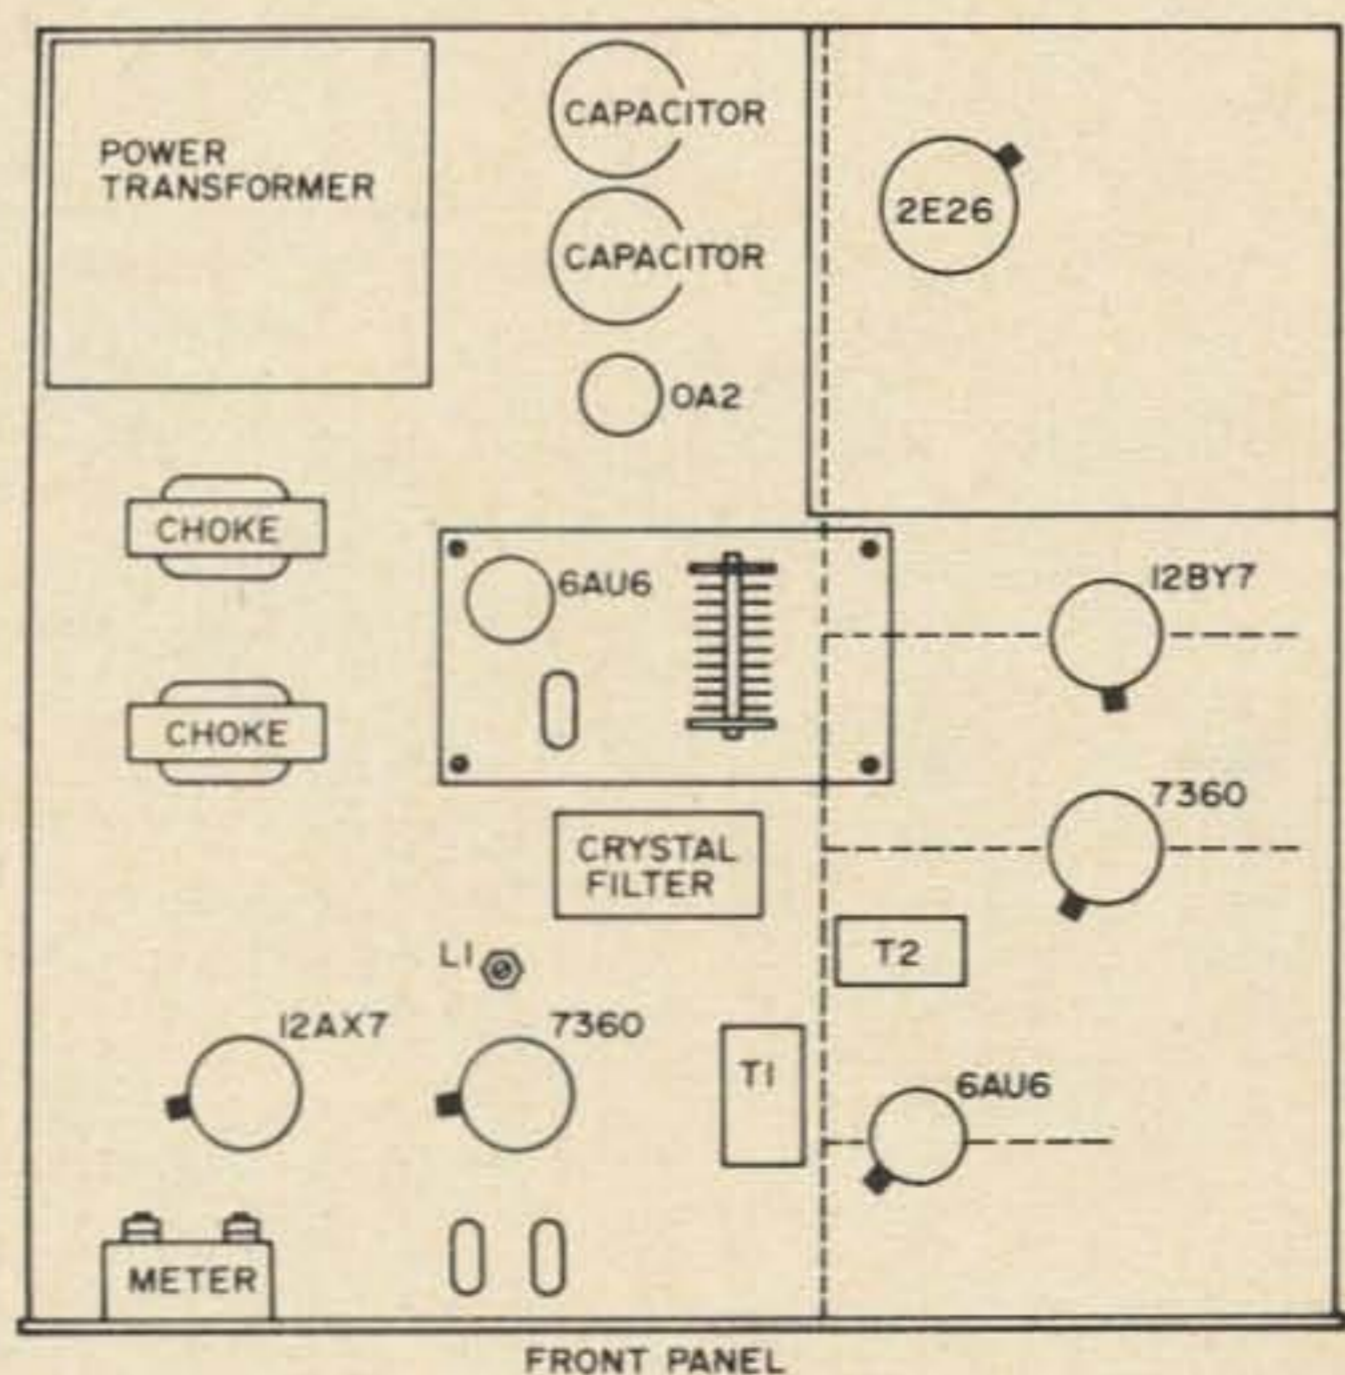 POWER
TRANSFORMER
CAPACITOR
CAPACITOR
2E26
OA2
CHOKE
6AU6
12BY7
CHOKE
7360
CRYSTAL
FILTER
L1
T2
12AX7
7360
T1
6AU6
METER
FRONT PANEL